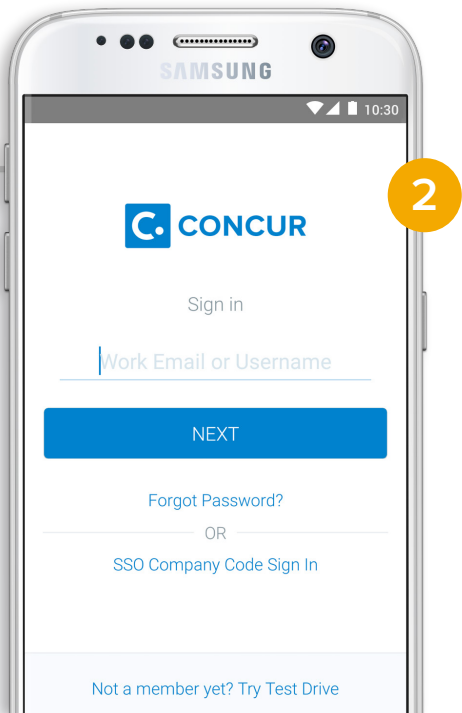 SAMSUNG
10:30
2
C. CONCUR
Sign in
Work Email or Username
NEXT
Forgot Password?
OR
SSO Company Code Sign In
Not a member yet? Try Test Drive